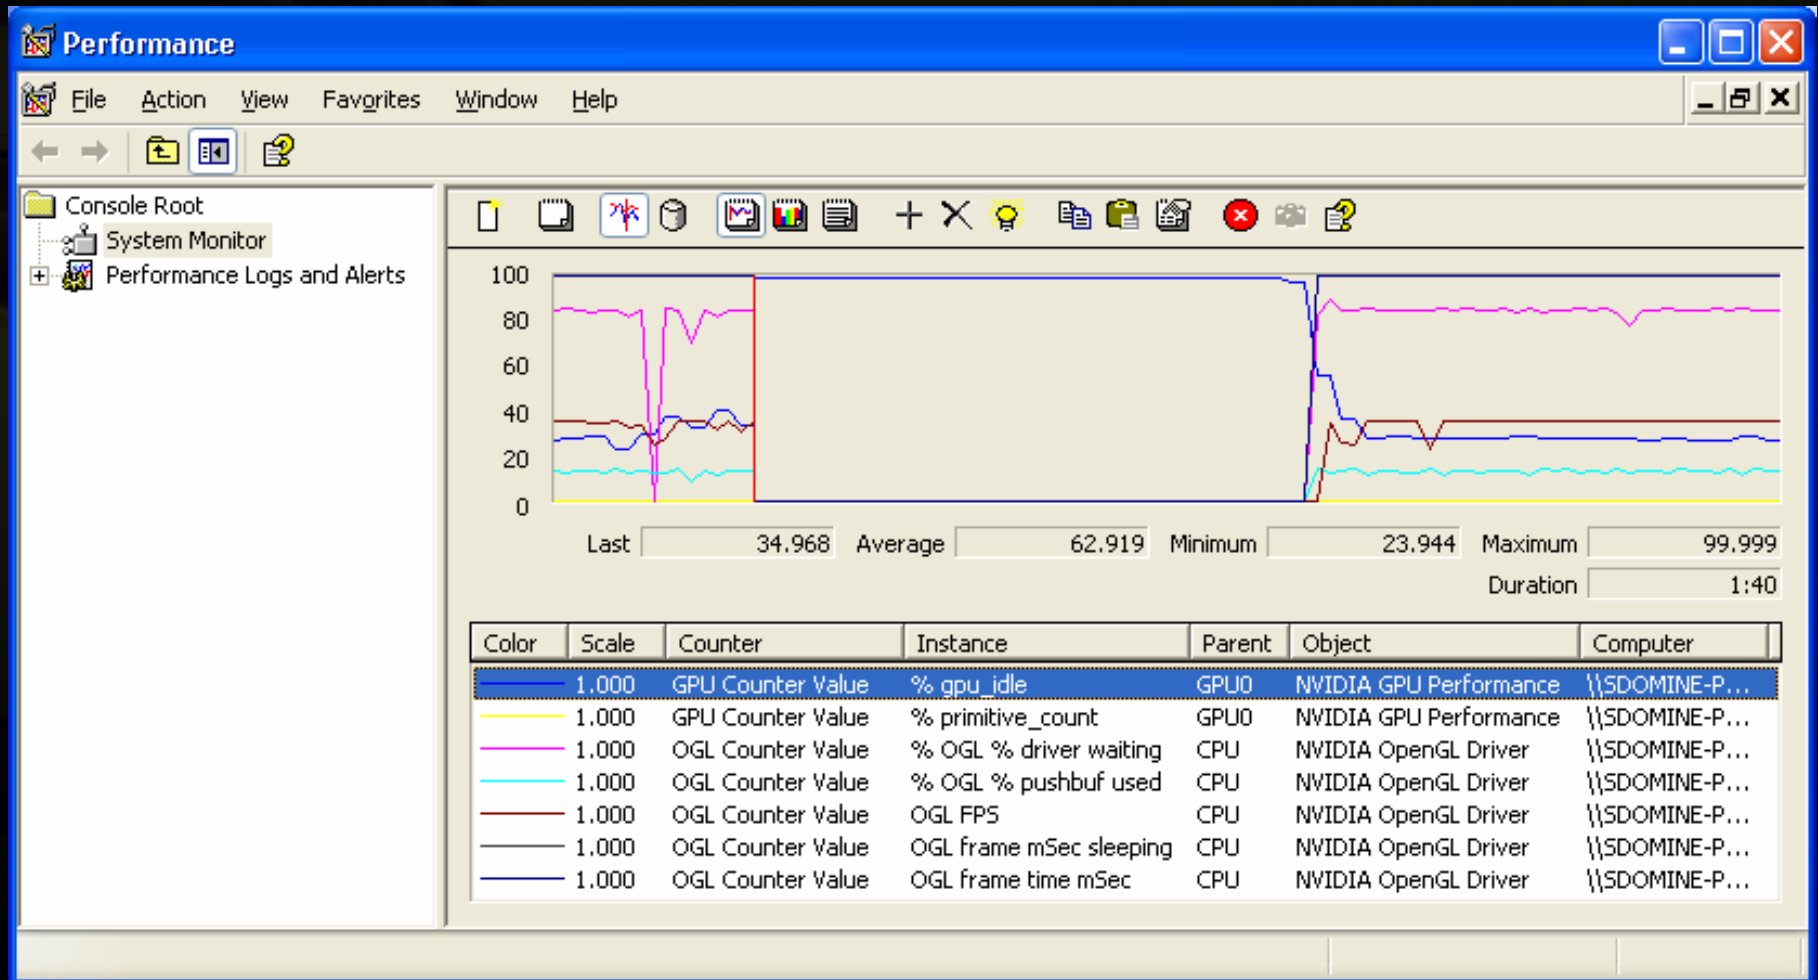 Performance
File Action View Favorites Window Help
Console Root
System Monitor
Performance Logs and Alerts
100
80
60
40
20
0
Last 34.968 Average 62.919 Minimum 23.944 Maximum 99.999
Duration 1:40
Color Scale Counter Instance Parent Object Computer
1.000 GPU Counter Value % gpu_idle GPU0 NVIDIA GPU Performance \\SDOMINE-P...
1.000 GPU Counter Value % primitive_count GPU0 NVIDIA GPU Performance \\SDOMINE-P...
1.000 OGL Counter Value % OGL % driver waiting CPU NVIDIA OpenGL Driver \\SDOMINE-P...
1.000 OGL Counter Value % OGL % pushbuf used CPU NVIDIA OpenGL Driver \\SDOMINE-P...
1.000 OGL Counter Value OGL FPS CPU NVIDIA OpenGL Driver \\SDOMINE-P...
1.000 OGL Counter Value OGL frame mSec sleeping CPU NVIDIA OpenGL Driver \\SDOMINE-P...
1.000 OGL Counter Value OGL frame time mSec CPU NVIDIA OpenGL Driver \\SDOMINE-P...